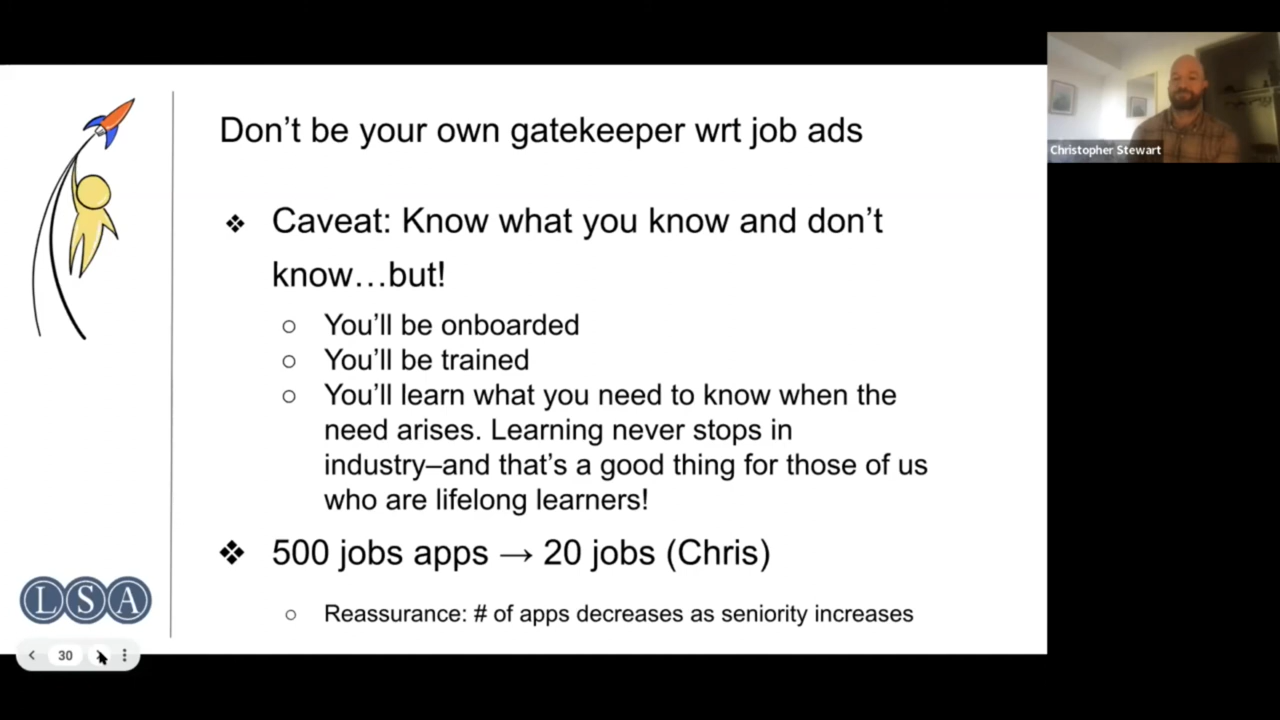 Don't be your own gatekeeper wrt job ads
❖ Caveat: Know what you know and don't
know…but!
○ You'll be onboarded
○ You'll be trained
○ You'll learn what you need to know when the
need arises. Learning never stops in
industry–and that's a good thing for those of us
who are lifelong learners!
❖ 500 jobs apps → 20 jobs (Chris)
○ Reassurance: # of apps decreases as seniority increases
LSA
30
Christopher Stewart